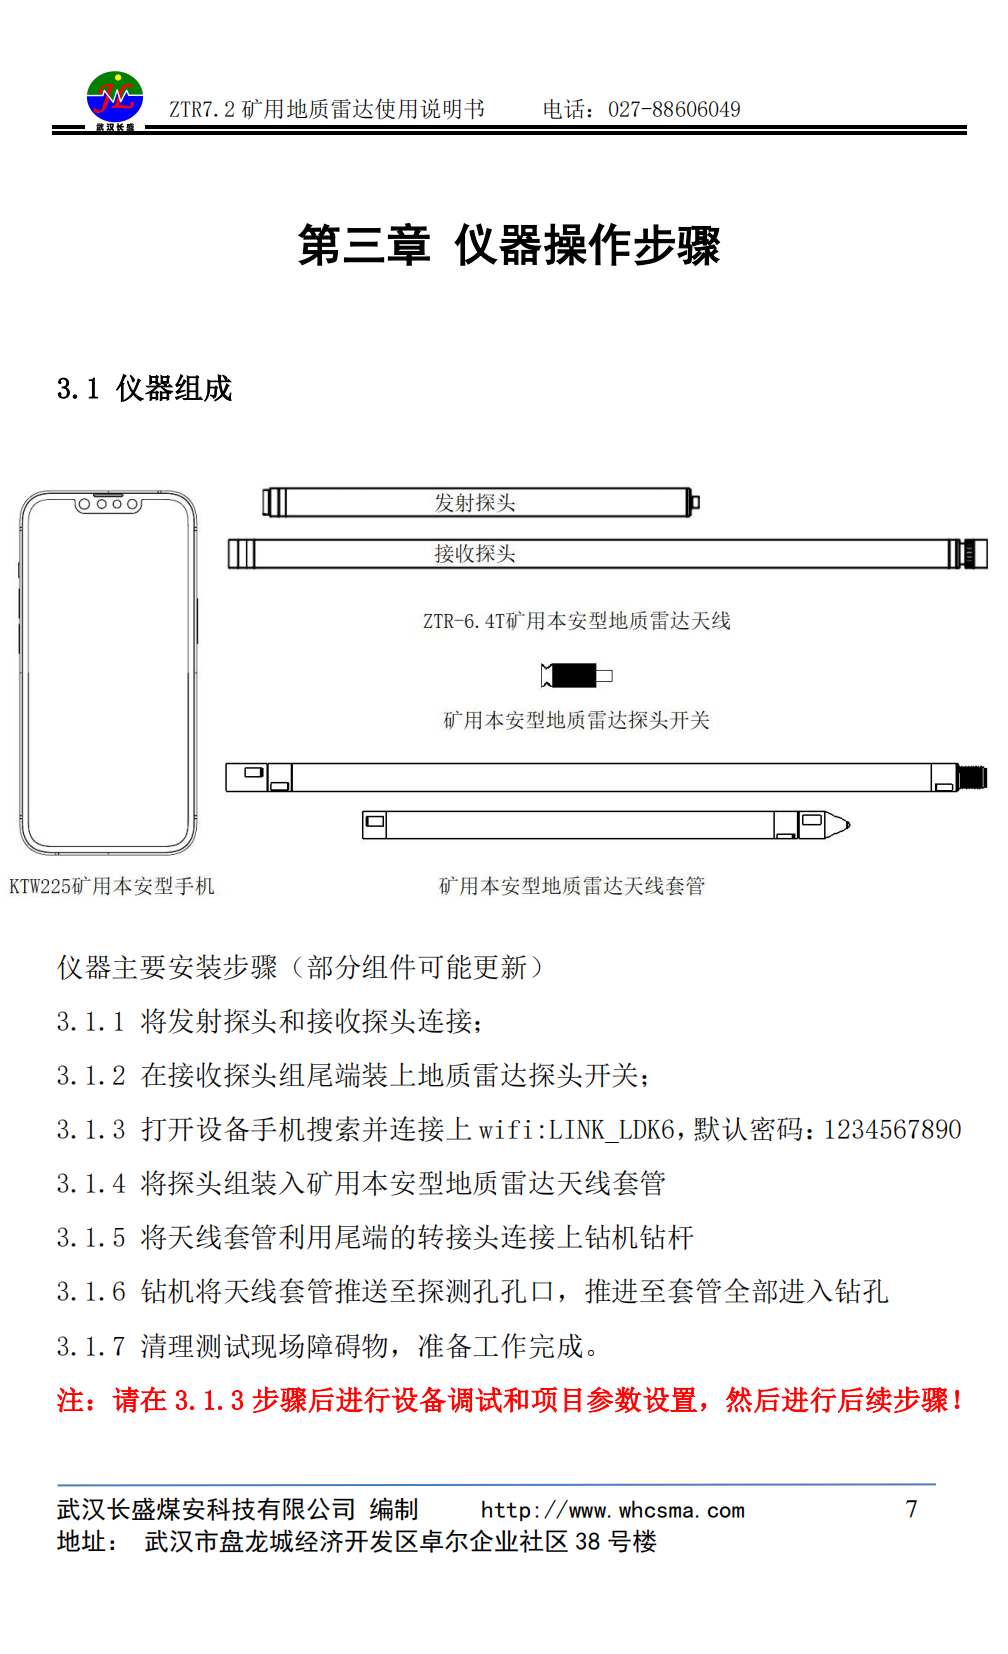 武汉长盛
ZTR7.2 矿用地质雷达使用说明书 电话：027-88606049
第三章 仪器操作步骤
3.1 仪器组成
发射探头
接收探头
ZTR-6.4T矿用本安型地质雷达天线
矿用本安型地质雷达探头开关
KTW225矿用本安型手机
矿用本安型地质雷达天线套管
仪器主要安装步骤（部分组件可能更新）
3.1.1 将发射探头和接收探头连接；
3.1.2 在接收探头组尾端装上地质雷达探头开关；
3.1.3 打开设备手机搜索并连接上 wifi:LINK_LDK6，默认密码：1234567890
3.1.4 将探头组装入矿用本安型地质雷达天线套管
3.1.5 将天线套管利用尾端的转接头连接上钻机钻杆
3.1.6 钻机将天线套管推送至探测孔孔口，推进至套管全部进入钻孔
3.1.7 清理测试现场障碍物，准备工作完成。
注：请在 3.1.3 步骤后进行设备调试和项目参数设置，然后进行后续步骤！
武汉长盛煤安科技有限公司 编制 http://www.whcsma.com 7
地址： 武汉市盘龙城经济开发区卓尔企业社区 38 号楼